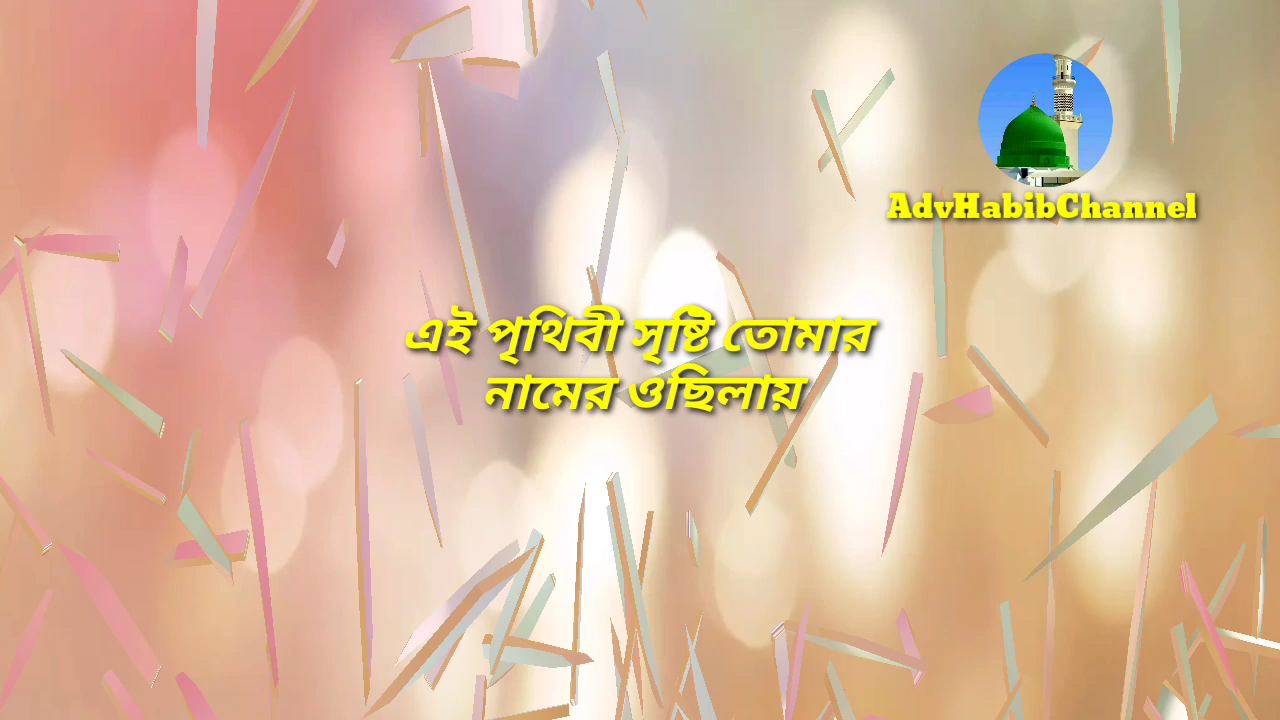 AdvHabibChannel
এই পৃথিবী সৃষ্টি তোমার
নামের ওছিলায়